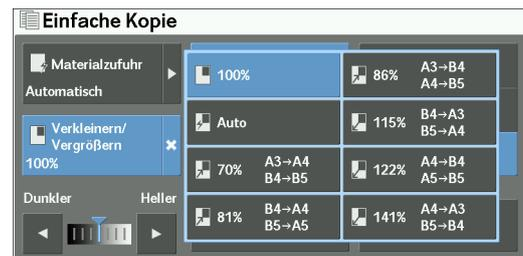 Einfache Kopie
Materialzufuhr
Automatisch
Verkleinern/
Vergrößern
100%
Dunkler Heller
100%
Auto
70% A3→A4
B4→B5
81% B4→A4
B5→A5
86% A3→B4
A4→B5
115% B4→A3
B5→A4
122% A4→B4
A5→B5
141% A4→A3
B5→B4